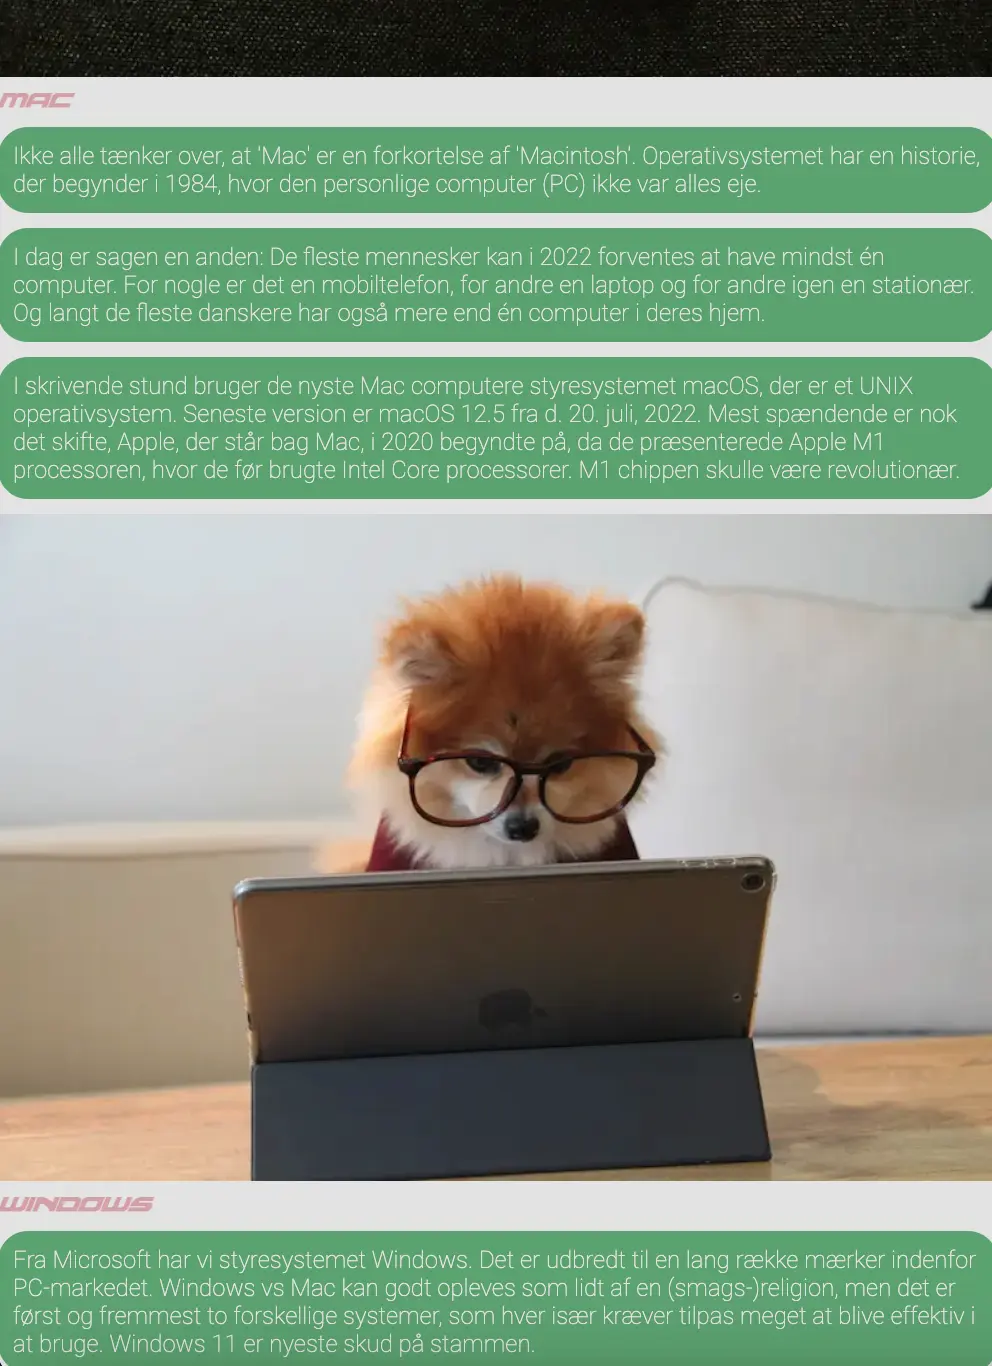 MAC
Ikke alle tænker over, at 'Mac' er en forkortelse af 'Macintosh'. Operativsystemet har en historie,
der begynder i 1984, hvor den personlige computer (PC) ikke var alles eje.
I dag er sagen en anden: De fleste mennesker kan i 2022 forventes at have mindst én
computer. For nogle er det en mobiltelefon, for andre en laptop og for andre igen en stationær.
Og langt de fleste danskere har også mere end én computer i deres hjem.
I skrivende stund bruger de nyste Mac computere styresystemet macOS, der er et UNIX
operativsystem. Seneste version er macOS 12.5 fra d. 20. juli, 2022. Mest spændende er nok
det skifte, Apple, der står bag Mac, i 2020 begyndte på, da de præsenterede Apple M1
processoren, hvor de før brugte Intel Core processorer. M1 chippen skulle være revolutionær.
WINDOWS
Fra Microsoft har vi styresystemet Windows. Det er udbredt til en lang række mærker indenfor
PC-markedet. Windows vs Mac kan godt opleves som lidt af en (smags-)religion, men det er
først og fremmest to forskellige systemer, som hver især kræver tilpas meget at blive effektiv i
at bruge. Windows 11 er nyeste skud på stammen.